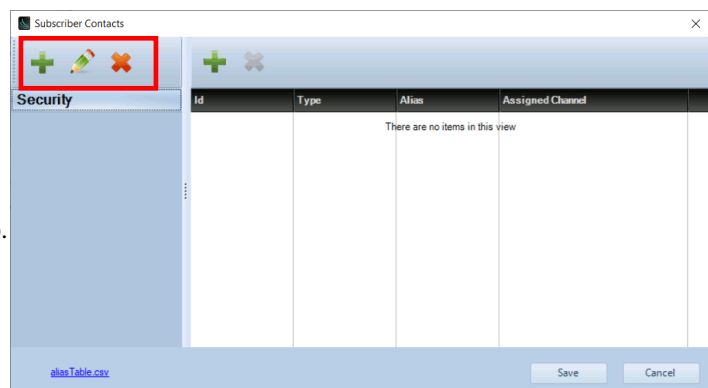 Subscriber Contacts
Security
Id Type Alias Assigned Channel
There are no items in this view
.
aliasTable.csv
Save Cancel